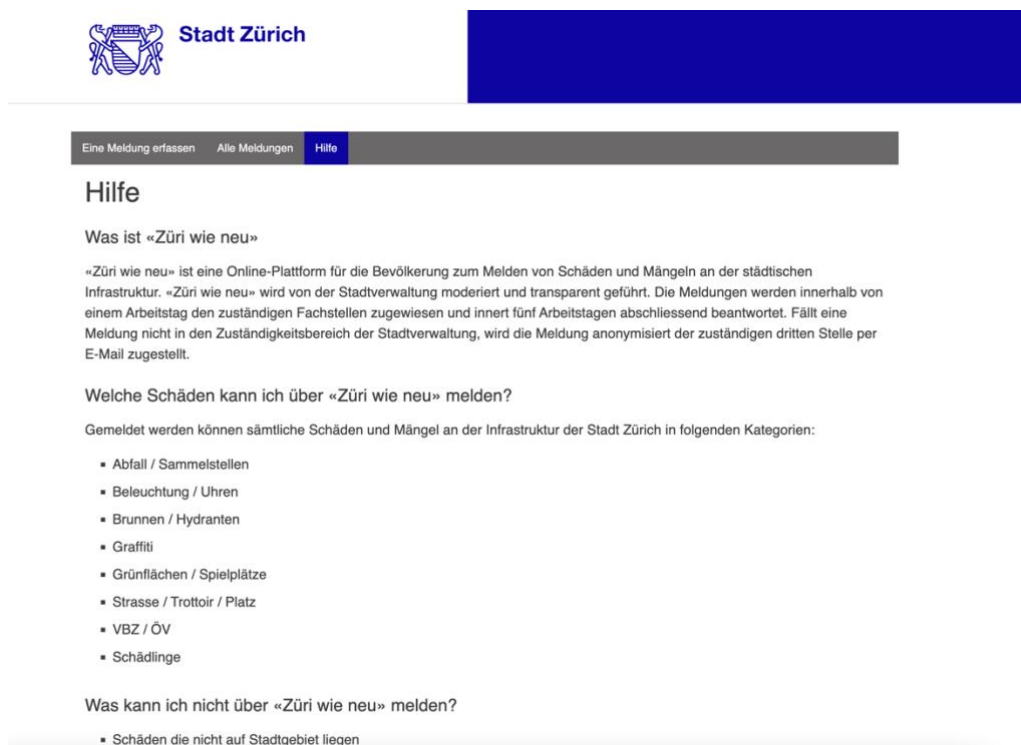 Stadt Zürich
Eine Meldung erfassen Alle Meldungen Hilfe
Hilfe
Was ist «Züri wie neu»
«Züri wie neu» ist eine Online-Plattform für die Bevölkerung zum Melden von Schäden und Mängeln an der städtischen
Infrastruktur. «Züri wie neu» wird von der Stadtverwaltung moderiert und transparent geführt. Die Meldungen werden innerhalb von
einem Arbeitstag den zuständigen Fachstellen zugewiesen und innert fünf Arbeitstagen abschliessend beantwortet. Fällt eine
Meldung nicht in den Zuständigkeitsbereich der Stadtverwaltung, wird die Meldung anonymisiert der zuständigen dritten Stelle per
E-Mail zugestellt.
Welche Schäden kann ich über «Züri wie neu» melden?
Gemeldet werden können sämtliche Schäden und Mängel an der Infrastruktur der Stadt Zürich in folgenden Kategorien:
▪ Abfall / Sammelstellen
▪ Beleuchtung / Uhren
▪ Brunnen / Hydranten
▪ Graffiti
▪ Grünflächen / Spielplätze
▪ Strasse / Trottoir / Platz
▪ VBZ / ÖV
▪ Schädlinge
Was kann ich nicht über «Züri wie neu» melden?
▪ Schäden die nicht auf Stadtgebiet liegen